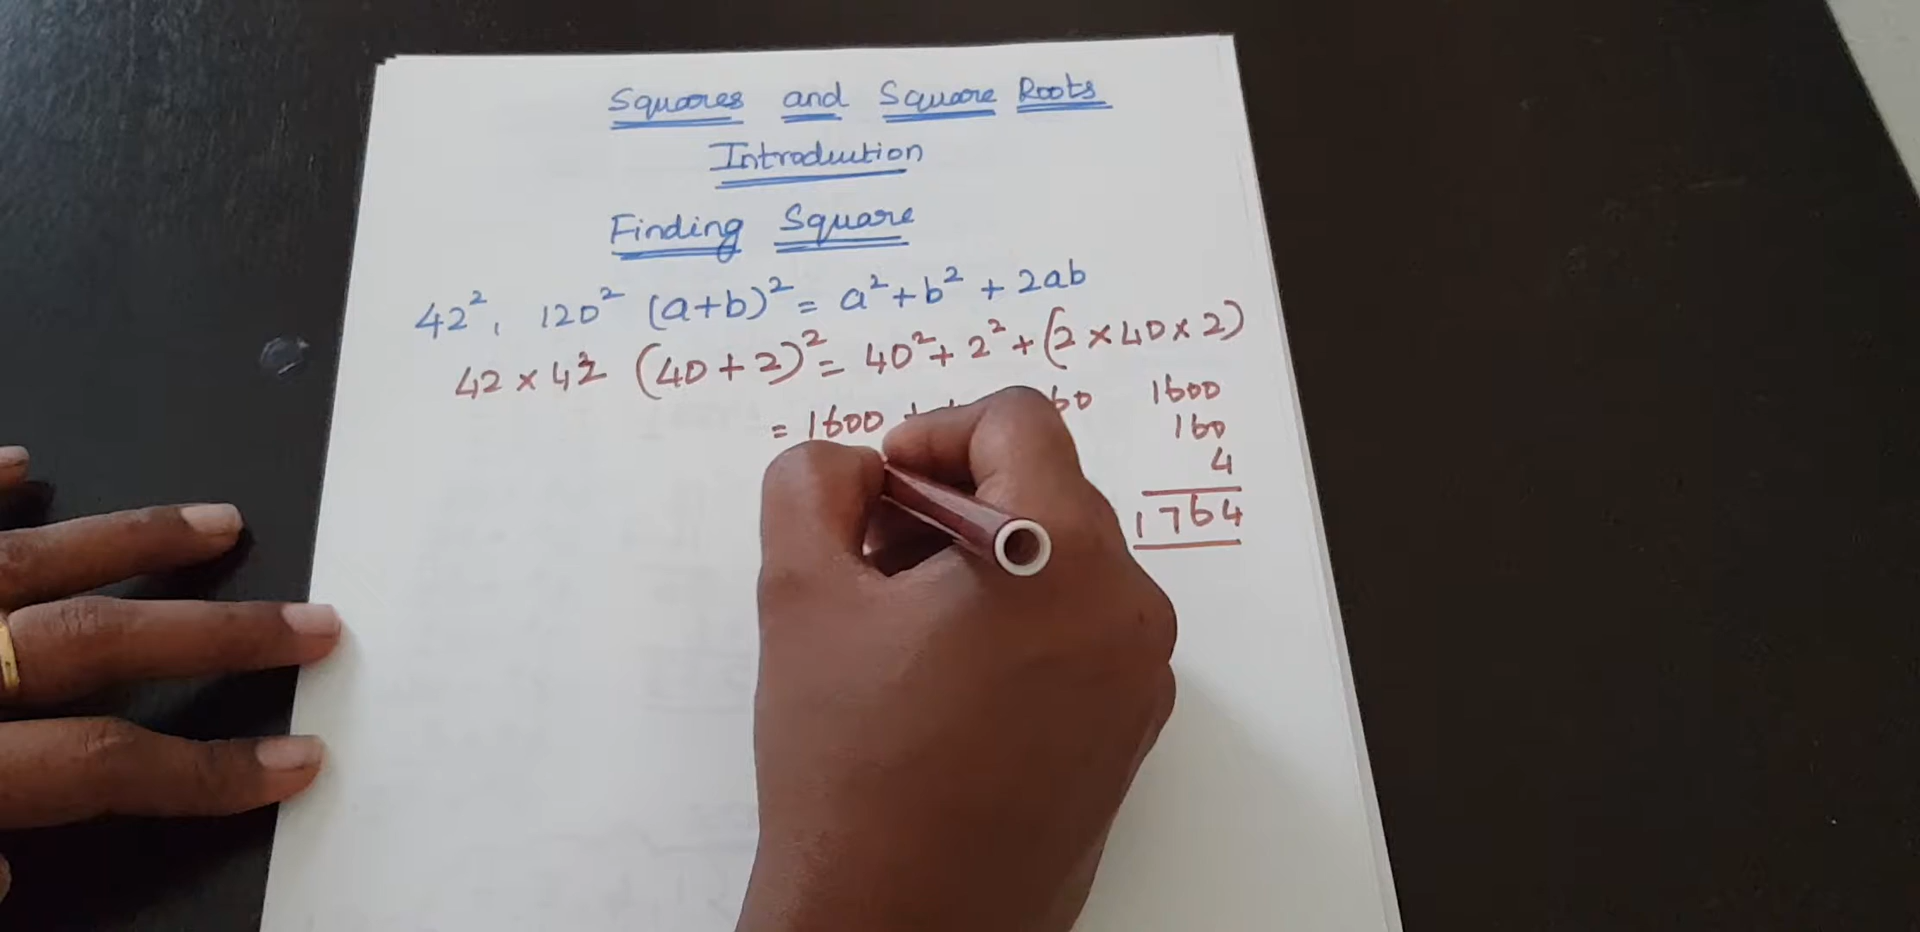 Squares and Square Roots
Introduction
Finding Square
42², 120² (a+b)² = a² + b² + 2ab
42 × 42 (40 + 2)² = 40² + 2² + (2 × 40 × 2)
= 1600 + 60
1600
160
4
1764